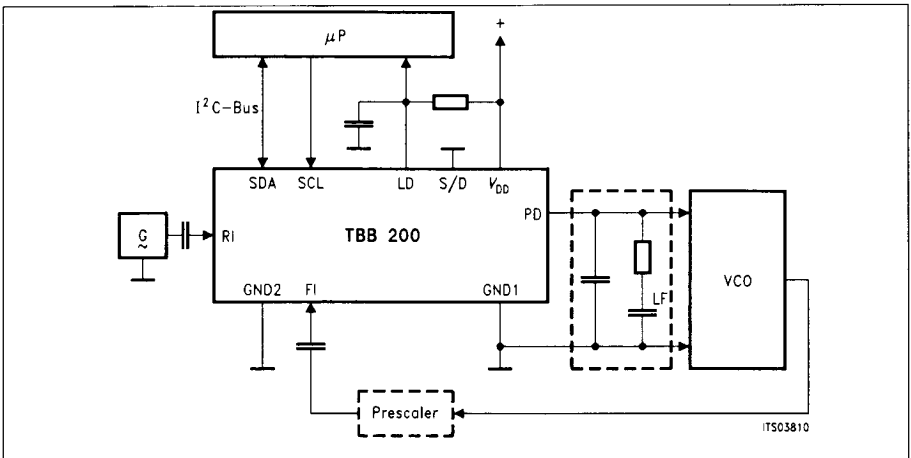 μP
+
I²C-Bus
SDA SCL LD S/D V_DD
PD
G
~
RI
TBB 200
VCO
LF
GND2 FI GND1
Prescaler
ITS03810